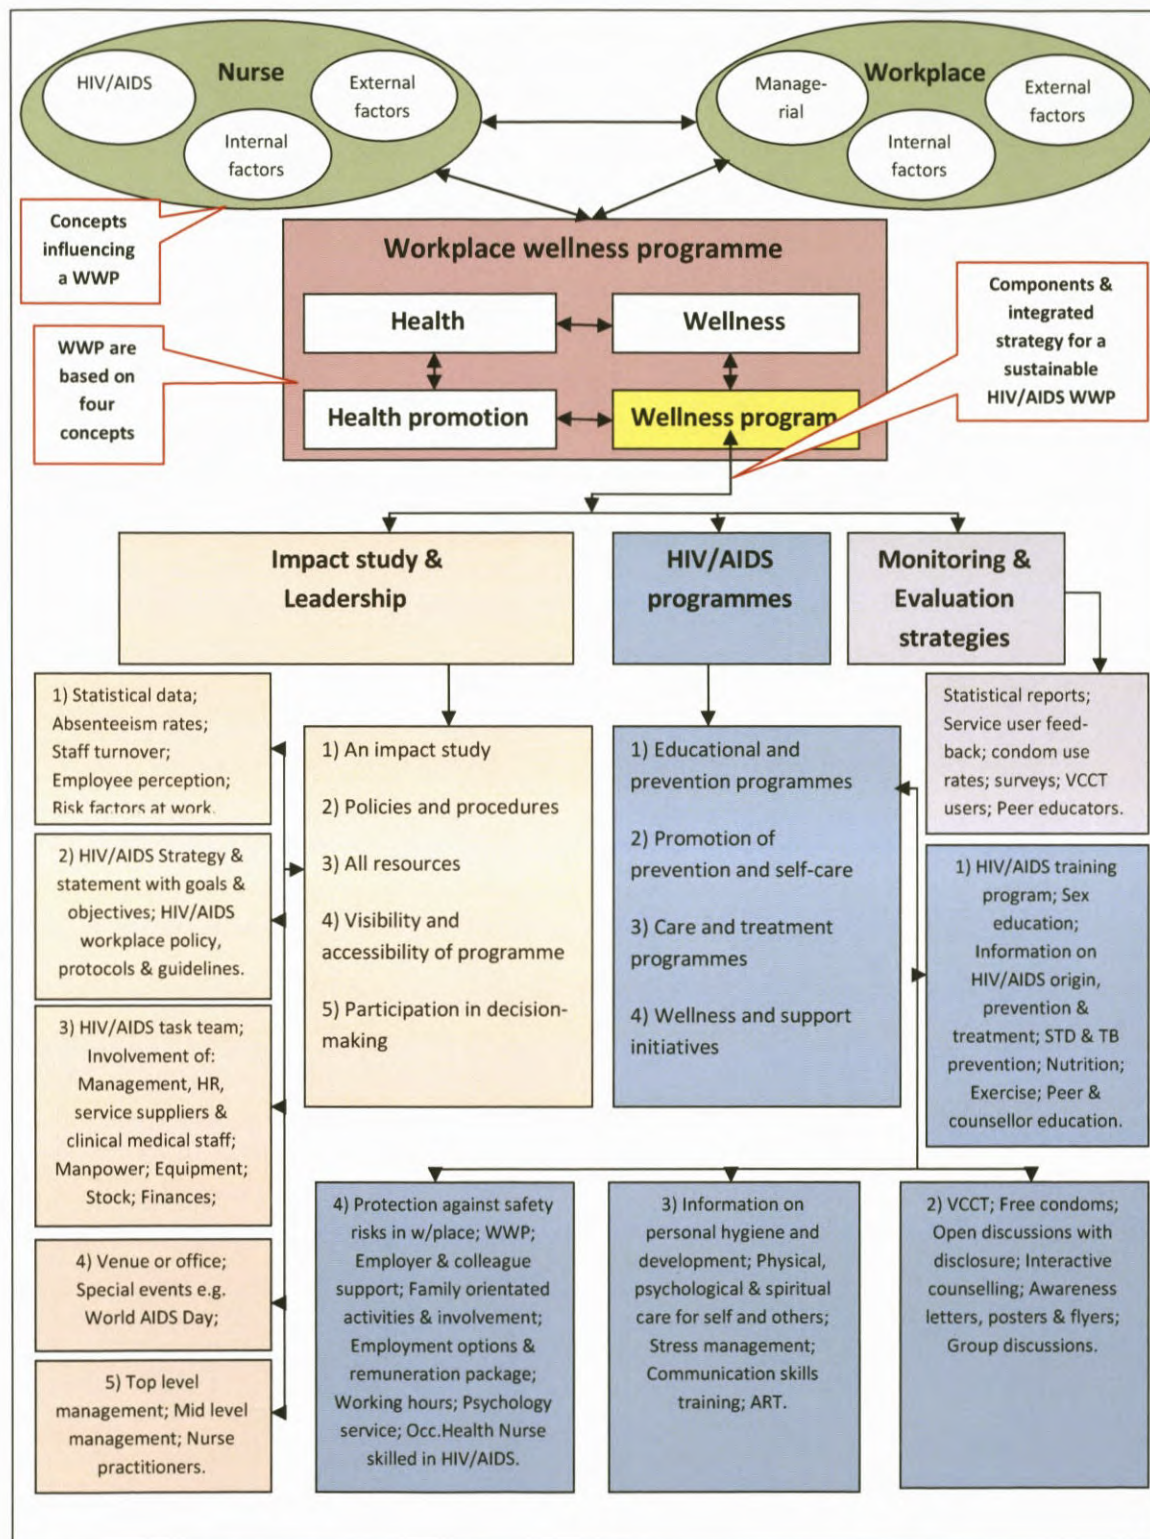 Nurse
HIV/AIDS
External
factors
Internal
factors
Workplace
Manage-
rial
External
factors
Internal
factors
Concepts
influencing
a WWP
Workplace wellness programme
Health
Wellness
Health promotion
Wellness program
WWP are
based on
four
concepts
Components &
integrated
strategy for a
sustainable
HIV/AIDS WWP
Impact study &
Leadership
HIV/AIDS
programmes
Monitoring &
Evaluation
strategies
1) Statistical data;
Absenteeism rates;
Staff turnover;
Employee perception;
Risk factors at work.
2) HIV/AIDS Strategy &
statement with goals &
objectives; HIV/AIDS
workplace policy,
protocols & guidelines.
3) HIV/AIDS task team;
Involvement of:
Management, HR,
service suppliers &
clinical medical staff;
Manpower; Equipment;
Stock; Finances;
4) Venue or office;
Special events e.g.
World AIDS Day;
5) Top level
management; Mid level
management; Nurse
practitioners.
1) An impact study
2) Policies and procedures
3) All resources
4) Visibility and
accessibility of programme
5) Participation in decision-
making
1) Educational and
prevention programmes
2) Promotion of
prevention and self-care
3) Care and treatment
programmes
4) Wellness and support
initiatives
Statistical reports;
Service user feed-
back; condom use
rates; surveys; VCCT
users; Peer educators.
1) HIV/AIDS training
program; Sex
education;
Information on
HIV/AIDS origin,
prevention &
treatment; STD & TB
prevention; Nutrition;
Exercise; Peer &
counsellor education.
4) Protection against safety
risks in w/place; WWP;
Employer & colleague
support; Family orientated
activities & involvement;
Employment options &
remuneration package;
Working hours; Psychology
service; Occ.Health Nurse
skilled in HIV/AIDS.
3) Information on
personal hygiene and
development; Physical,
psychological & spiritual
care for self and others;
Stress management;
Communication skills
training; ART.
2) VCCT; Free condoms;
Open discussions with
disclosure; Interactive
counselling; Awareness
letters, posters & flyers;
Group discussions.